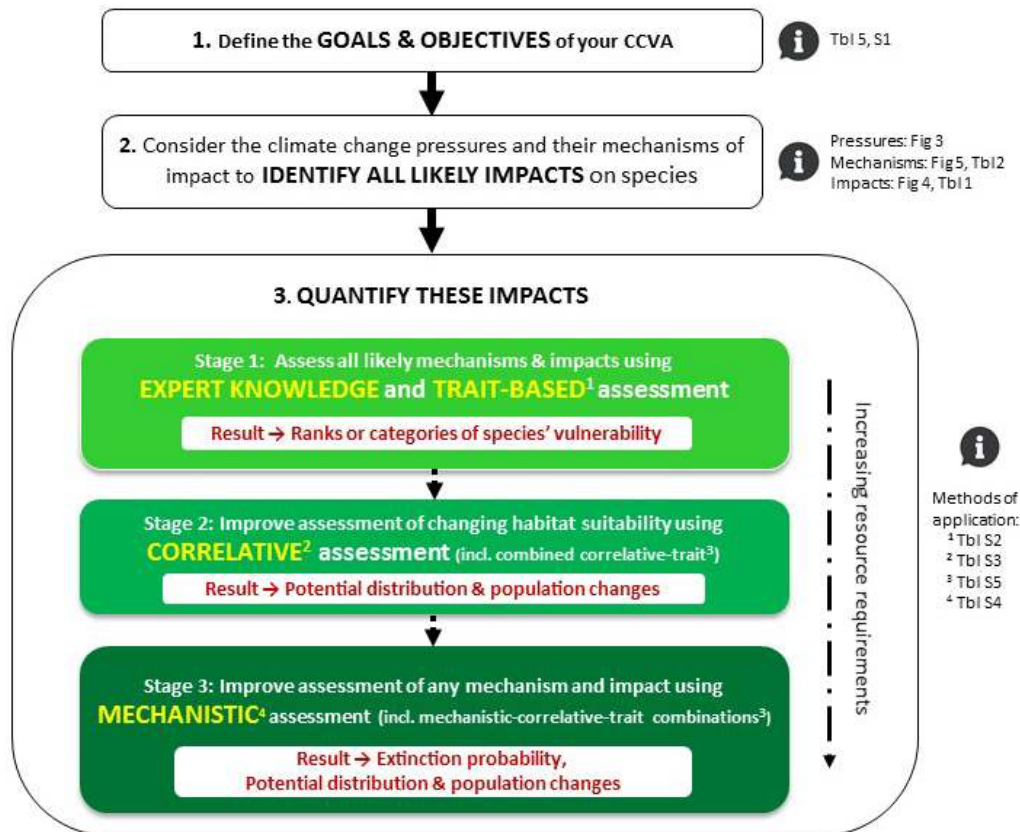 1. Define the GOALS & OBJECTIVES of your CCVA
Tbl 5, S1
2. Consider the climate change pressures and their mechanisms of
impact to IDENTIFY ALL LIKELY IMPACTS on species
Pressures: Fig 3
Mechanisms: Fig 5, Tbl 2
Impacts: Fig 4, Tbl 1
3. QUANTIFY THESE IMPACTS
Stage 1: Assess all likely mechanisms & impacts using
EXPERT KNOWLEDGE and TRAIT-BASED¹ assessment
Result → Ranks or categories of species' vulnerability
Stage 2: Improve assessment of changing habitat suitability using
CORRELATIVE² assessment (incl. combined correlative-trait³)
Result → Potential distribution & population changes
Stage 3: Improve assessment of any mechanism and impact using
MECHANISTIC⁴ assessment (incl. mechanistic-correlative-trait combinations³)
Result → Extinction probability,
Potential distribution & population changes
Increasing resource requirements
Methods of
application:
¹ Tbl S2
² Tbl S3
³ Tbl S5
⁴ Tbl S4